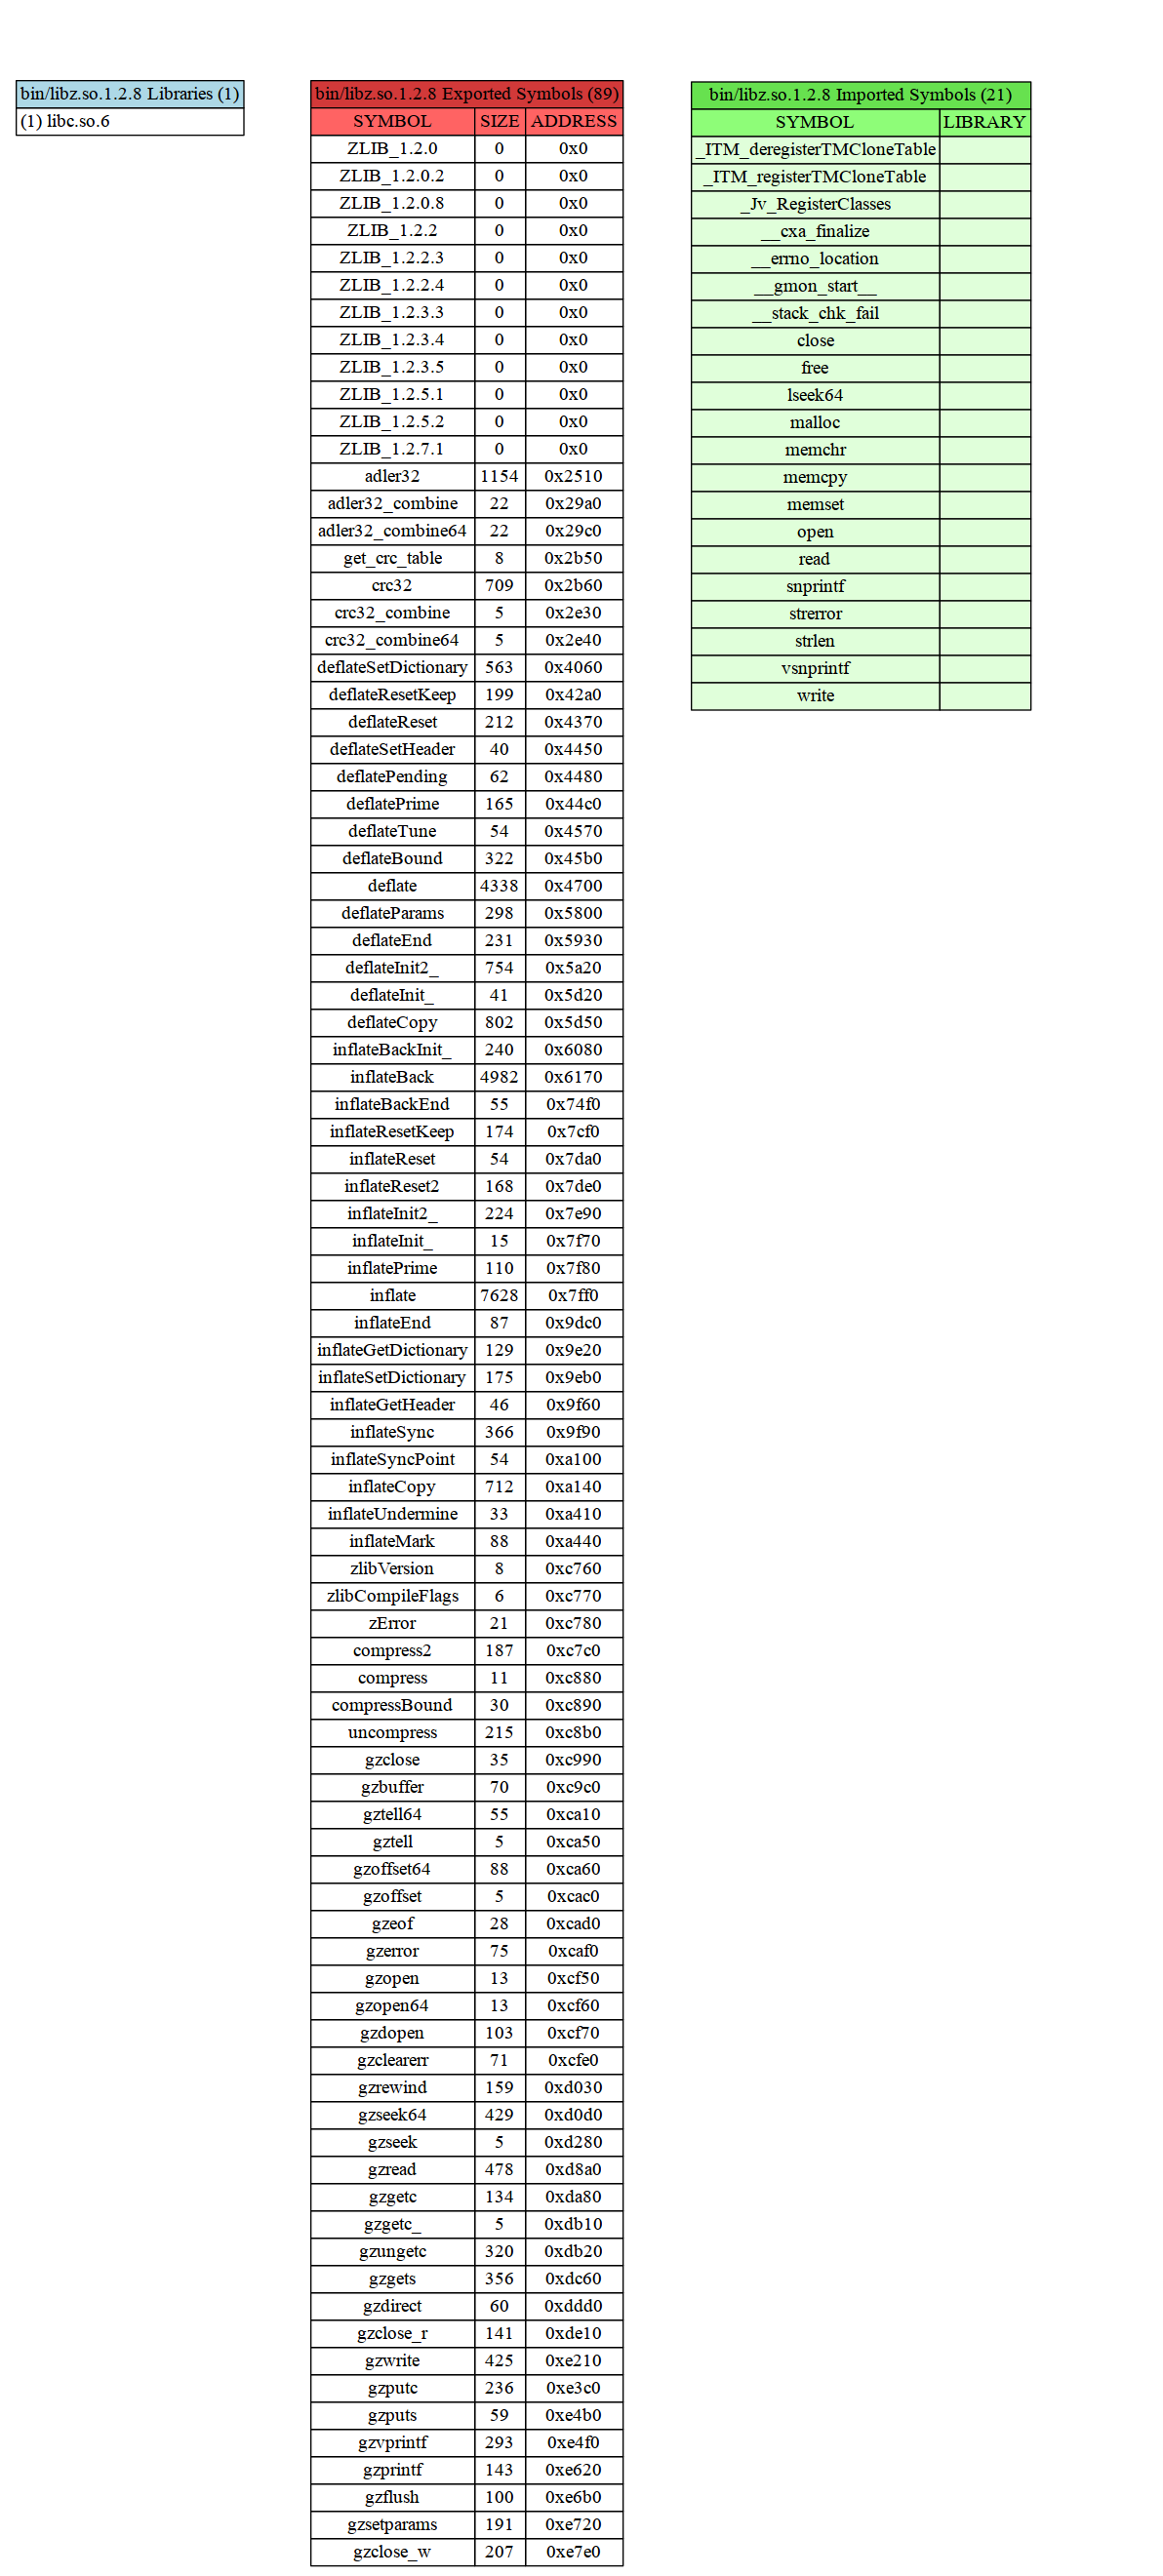 bin/libz.so.1.2.8 Libraries (1)
(1) libc.so.6
bin/libz.so.1.2.8 Exported Symbols (89)
SYMBOL SIZE ADDRESS
ZLIB_1.2.0 0 0x0
ZLIB_1.2.0.2 0 0x0
ZLIB_1.2.0.8 0 0x0
ZLIB_1.2.2 0 0x0
ZLIB_1.2.2.3 0 0x0
ZLIB_1.2.2.4 0 0x0
ZLIB_1.2.3.3 0 0x0
ZLIB_1.2.3.4 0 0x0
ZLIB_1.2.3.5 0 0x0
ZLIB_1.2.5.1 0 0x0
ZLIB_1.2.5.2 0 0x0
ZLIB_1.2.7.1 0 0x0
adler32 1154 0x2510
adler32_combine 22 0x29a0
adler32_combine64 22 0x29c0
get_crc_table 8 0x2b50
crc32 709 0x2b60
crc32_combine 5 0x2e30
crc32_combine64 5 0x2e40
deflateSetDictionary 563 0x4060
deflateResetKeep 199 0x42a0
deflateReset 212 0x4370
deflateSetHeader 40 0x4450
deflatePending 62 0x4480
deflatePrime 165 0x44c0
deflateTune 54 0x4570
deflateBound 322 0x45b0
deflate 4338 0x4700
deflateParams 298 0x5800
deflateEnd 231 0x5930
deflateInit2_ 754 0x5a20
deflateInit_ 41 0x5d20
deflateCopy 802 0x5d50
inflateBackInit_ 240 0x6080
inflateBack 4982 0x6170
inflateBackEnd 55 0x74f0
inflateResetKeep 174 0x7cf0
inflateReset 54 0x7da0
inflateReset2 168 0x7de0
inflateInit2_ 224 0x7e90
inflateInit_ 15 0x7f70
inflatePrime 110 0x7f80
inflate 7628 0x7ff0
inflateEnd 87 0x9dc0
inflateGetDictionary 129 0x9e20
inflateSetDictionary 175 0x9eb0
inflateGetHeader 46 0x9f60
inflateSync 366 0x9f90
inflateSyncPoint 54 0xa100
inflateCopy 712 0xa140
inflateUndermine 33 0xa410
inflateMark 88 0xa440
zlibVersion 8 0xc760
zlibCompileFlags 6 0xc770
zError 21 0xc780
compress2 187 0xc7c0
compress 11 0xc880
compressBound 30 0xc890
uncompress 215 0xc8b0
gzclose 35 0xc990
gzbuffer 70 0xc9c0
gztell64 55 0xca10
gztell 5 0xca50
gzoffset64 88 0xca60
gzoffset 5 0xcac0
gzeof 28 0xcad0
gzerror 75 0xcaf0
gzopen 13 0xcf50
gzopen64 13 0xcf60
gzdopen 103 0xcf70
gzclearerr 71 0xcfe0
gzrewind 159 0xd030
gzseek64 429 0xd0d0
gzseek 5 0xd280
gzread 478 0xd8a0
gzgetc 134 0xda80
gzgetc_ 5 0xdb10
gzungetc 320 0xdb20
gzgets 356 0xdc60
gzdirect 60 0xddd0
gzclose_r 141 0xde10
gzwrite 425 0xe210
gzputc 236 0xe3c0
gzputs 59 0xe4b0
gzvprintf 293 0xe4f0
gzprintf 143 0xe620
gzflush 100 0xe6b0
gzsetparams 191 0xe720
gzclose_w 207 0xe7e0
bin/libz.so.1.2.8 Imported Symbols (21)
SYMBOL LIBRARY
_ITM_deregisterTMCloneTable
_ITM_registerTMCloneTable
_Jv_RegisterClasses
__cxa_finalize
__errno_location
__gmon_start__
__stack_chk_fail
close
free
lseek64
malloc
memchr
memcpy
memset
open
read
snprintf
strerror
strlen
vsnprintf
write